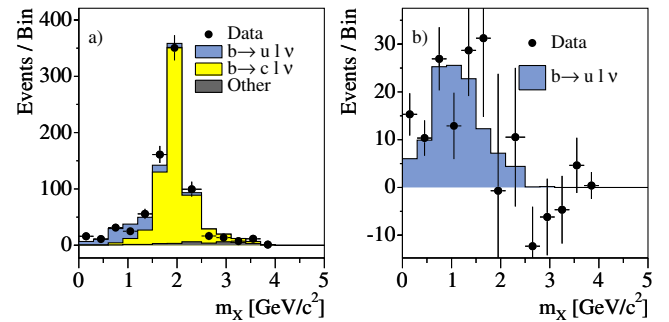 Events / Bin
400
300
200
100
0
a)
Data
b→ u l ν
b→ c l ν
Other
0 1 2 3 4 5
m_X [GeV/c²]
Events / Bin
30
20
10
0
-10
b)
Data
b→ u l ν
0 1 2 3 4 5
m_X [GeV/c²]